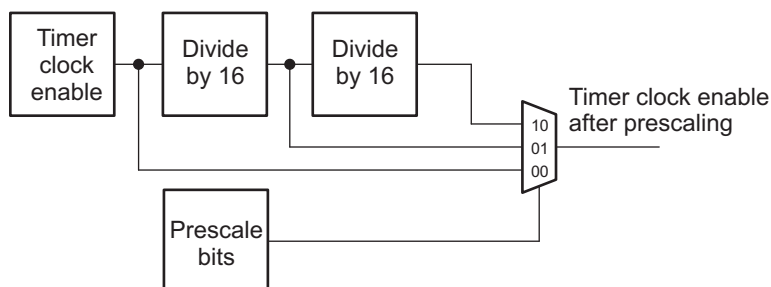 Timer
clock
enable
Divide
by 16
Divide
by 16
Timer clock enable
after prescaling
10
01
00
Prescale
bits